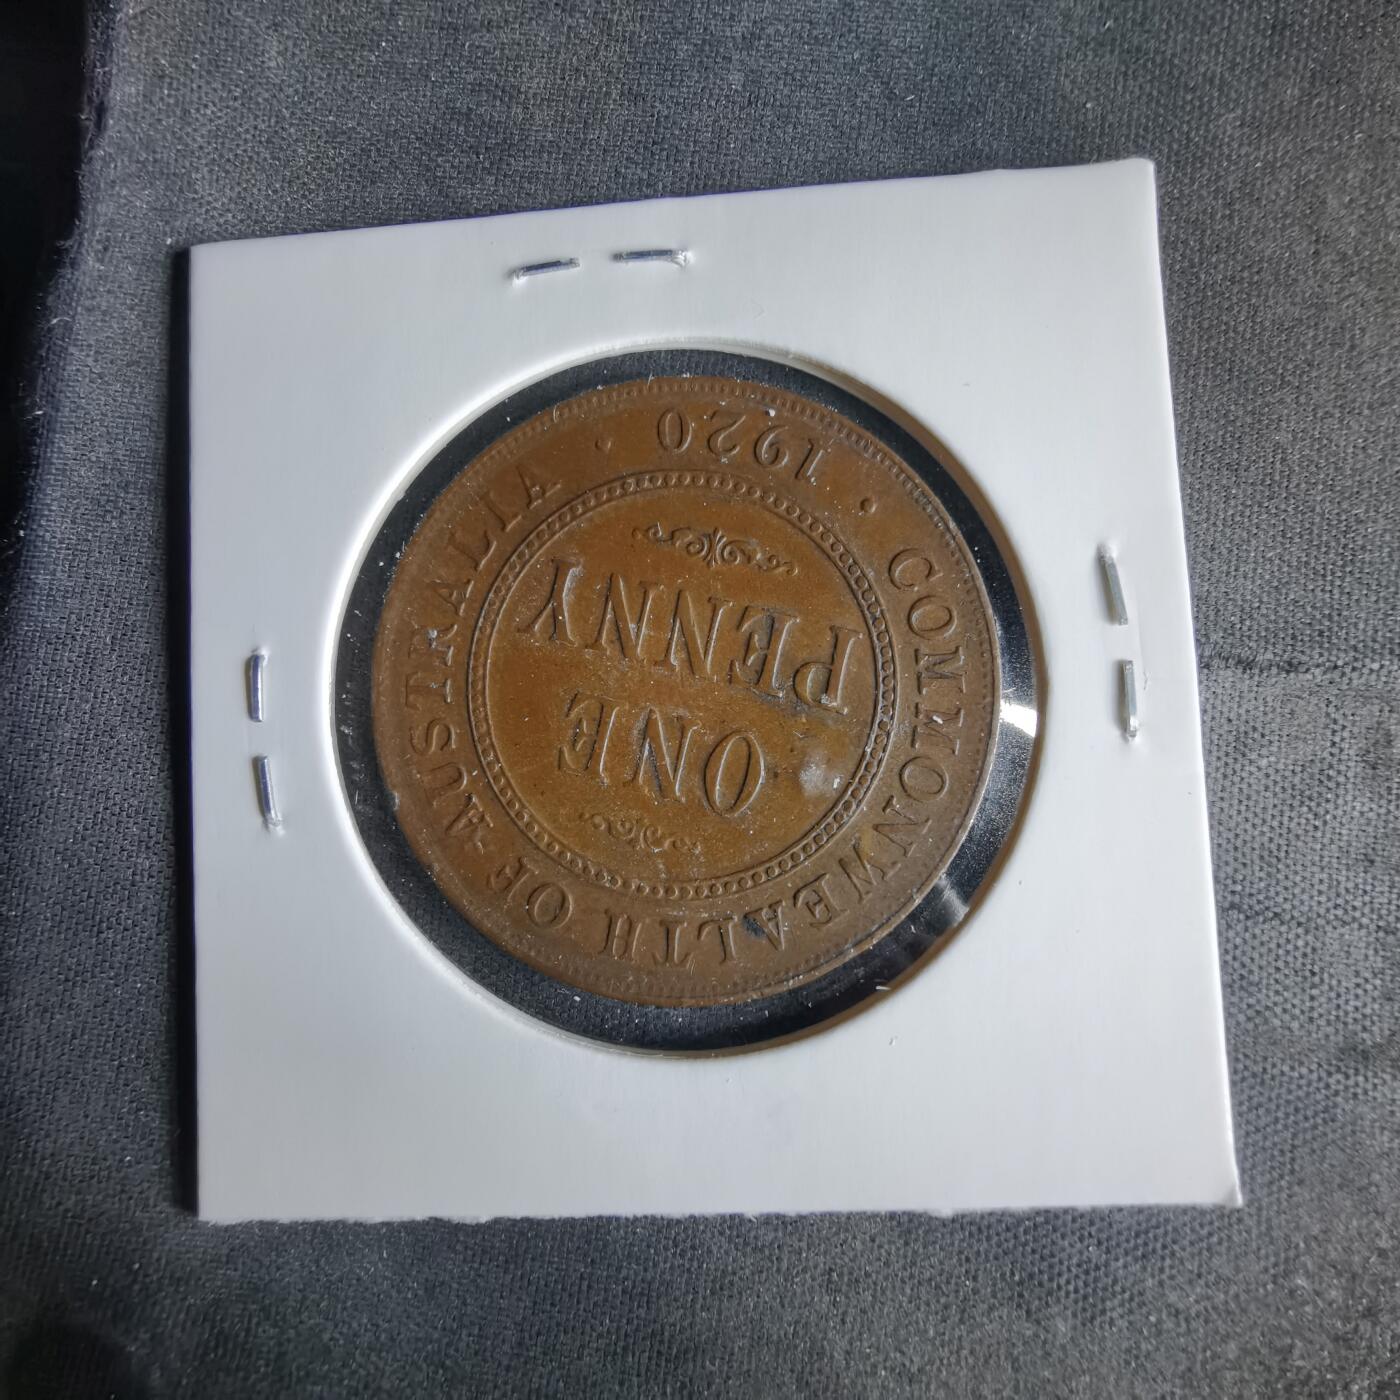 COMMONWEALTH OF AUSTRALIA
ONE
PENNY
· 1920 ·